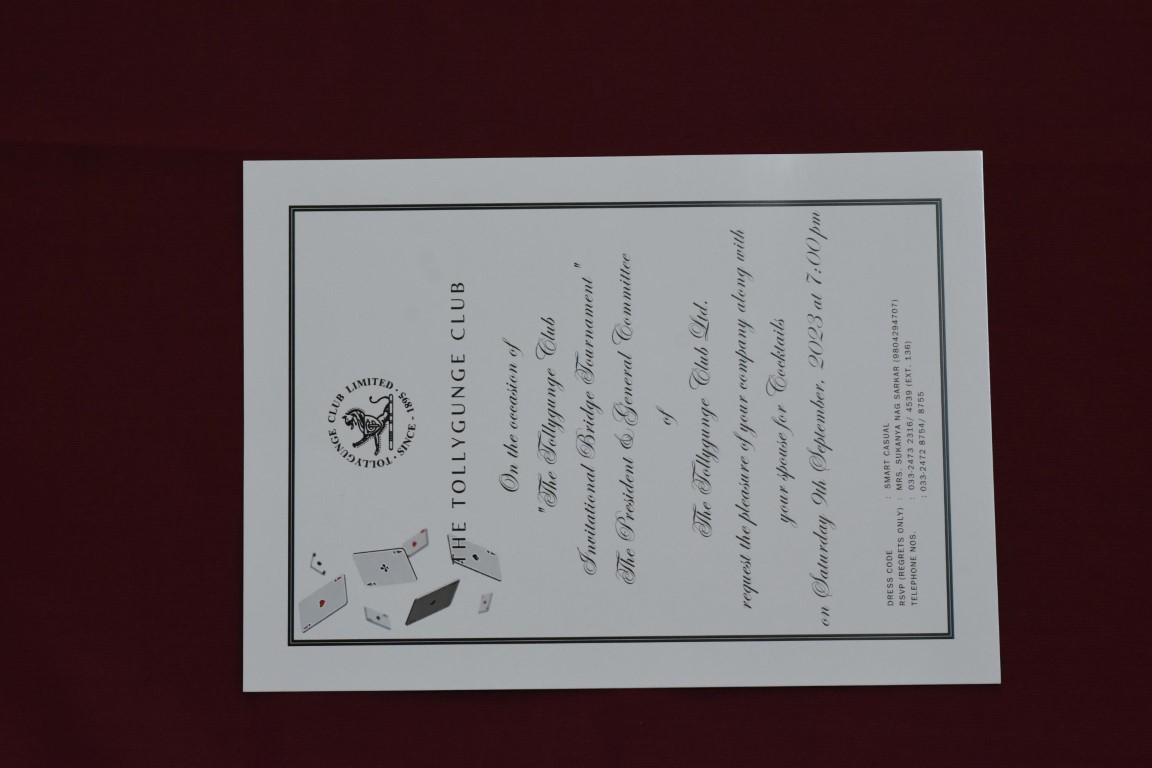 TOLLYGUNGE CLUB LIMITED · SINCE - 1895 ·
THE TOLLYGUNGE CLUB
On the occasion of
"The Tollygunge Club
Invitational Bridge Tournament"
The President & General Committee
of
The Tollygunge Club Ltd.
request the pleasure of your company along with
your spouse for Cocktails
on Saturday 9th September, 2023 at 7:00 pm
DRESS CODE : SMART CASUAL
RSVP (REGRETS ONLY) : MRS. SUKANYA NAG SARKAR (9804294707)
TELEPHONE NOS. : 033-2473 2316/ 4539 (EXT. 136)
: 033-2472 8754/ 8755